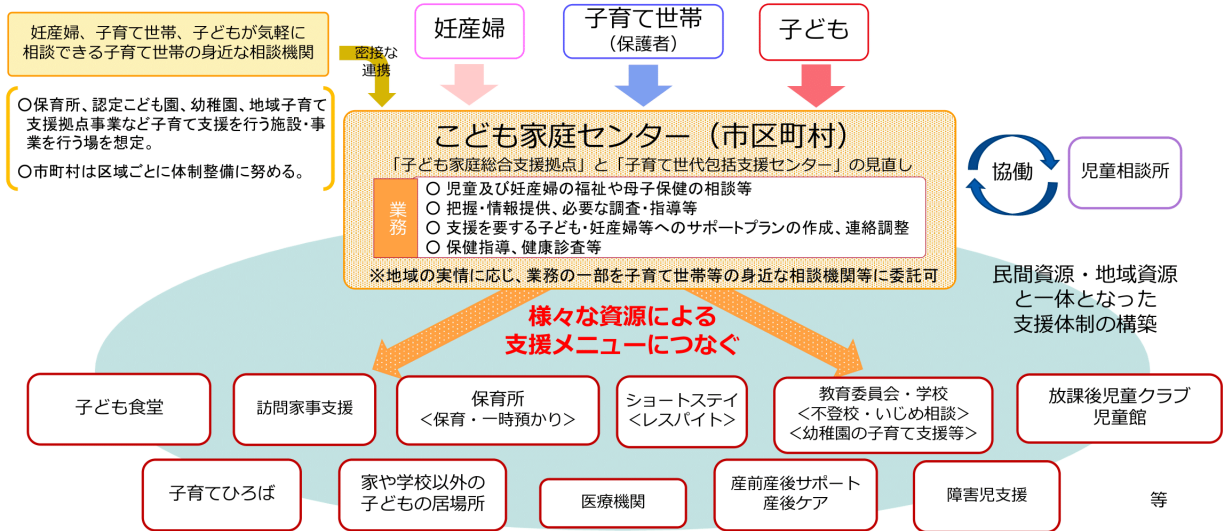 妊産婦、子育て世帯、子どもが気軽に
相談できる子育て世帯の身近な相談機関
○保育所、認定こども園、幼稚園、地域子育て
支援拠点事業など子育て支援を行う施設・事
業を行う場を想定。
○市町村は区域ごとに体制整備に努める。
密接な
連携
妊産婦
子育て世帯
(保護者)
子ども
こども家庭センター（市区町村）
「子ども家庭総合支援拠点」と「子育て世代包括支援センター」の見直し
業務
○ 児童及び妊産婦の福祉や母子保健の相談等
○ 把握・情報提供、必要な調査・指導等
○ 支援を要する子ども・妊産婦等へのサポートプランの作成、連絡調整
○ 保健指導、健康診査等
※地域の実情に応じ、業務の一部を子育て世帯等の身近な相談機関等に委託可
協働
児童相談所
民間資源・地域資源
と一体となった
支援体制の構築
様々な資源による
支援メニューにつなぐ
子ども食堂
訪問家事支援
保育所
＜保育・一時預かり＞
ショートステイ
＜レスパイト＞
教育委員会・学校
＜不登校・いじめ相談＞
＜幼稚園の子育て支援等＞
放課後児童クラブ
児童館
子育てひろば
家や学校以外の
子どもの居場所
医療機関
産前産後サポート
産後ケア
障害児支援
等